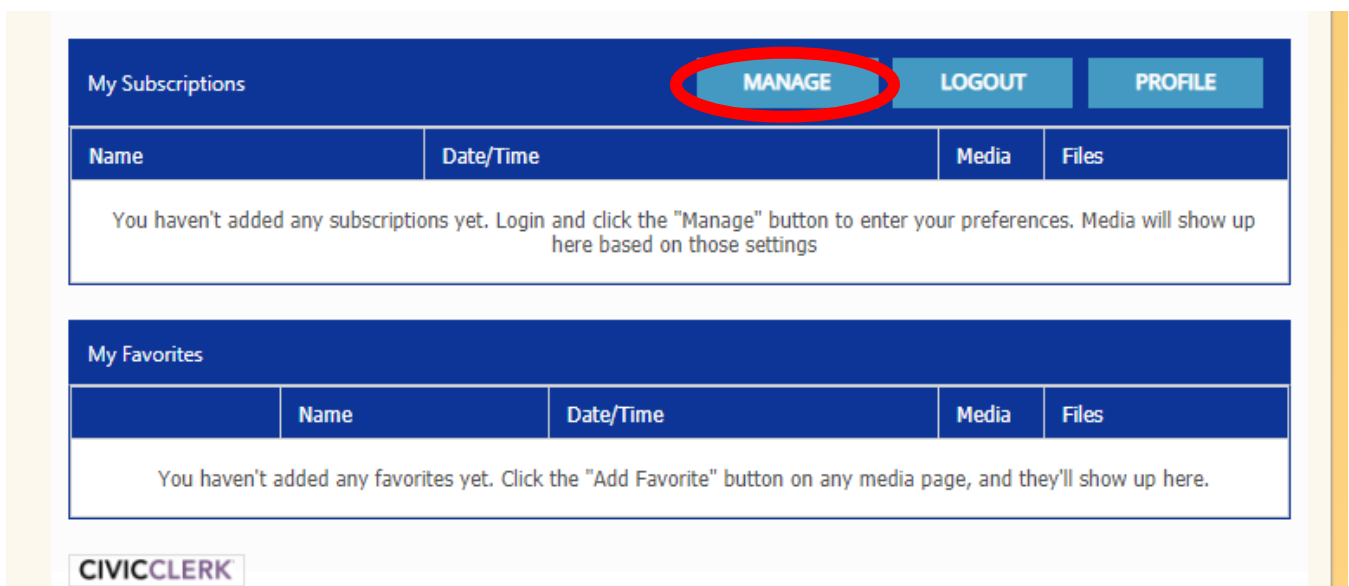 My Subscriptions MANAGE LOGOUT PROFILE
Name Date/Time Media Files
You haven't added any subscriptions yet. Login and click the "Manage" button to enter your preferences. Media will show up
here based on those settings
My Favorites
Name Date/Time Media Files
You haven't added any favorites yet. Click the "Add Favorite" button on any media page, and they'll show up here.
CIVICCLERK